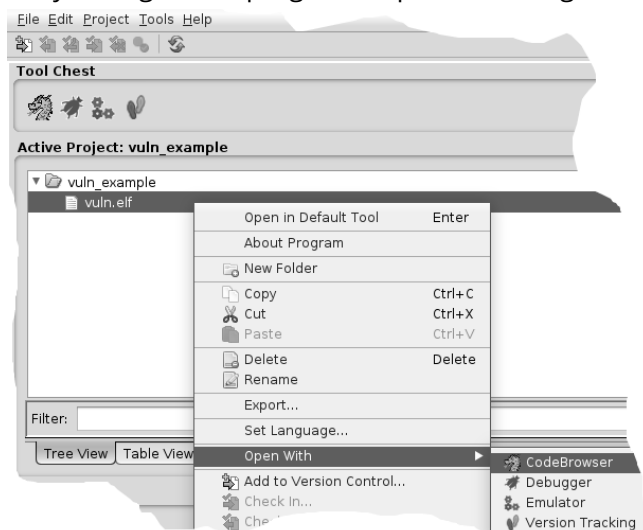 File Edit Project Tools Help
Tool Chest
Active Project: vuln_example
vuln_example
vuln.elf
Open in Default Tool Enter
About Program
New Folder
Copy Ctrl+C
Cut Ctrl+X
Paste Ctrl+V
Delete Delete
Rename
Export...
Set Language...
Open With
Add to Version Control...
Check In...
Filter:
Tree View Table View
CodeBrowser
Debugger
Emulator
Version Tracking